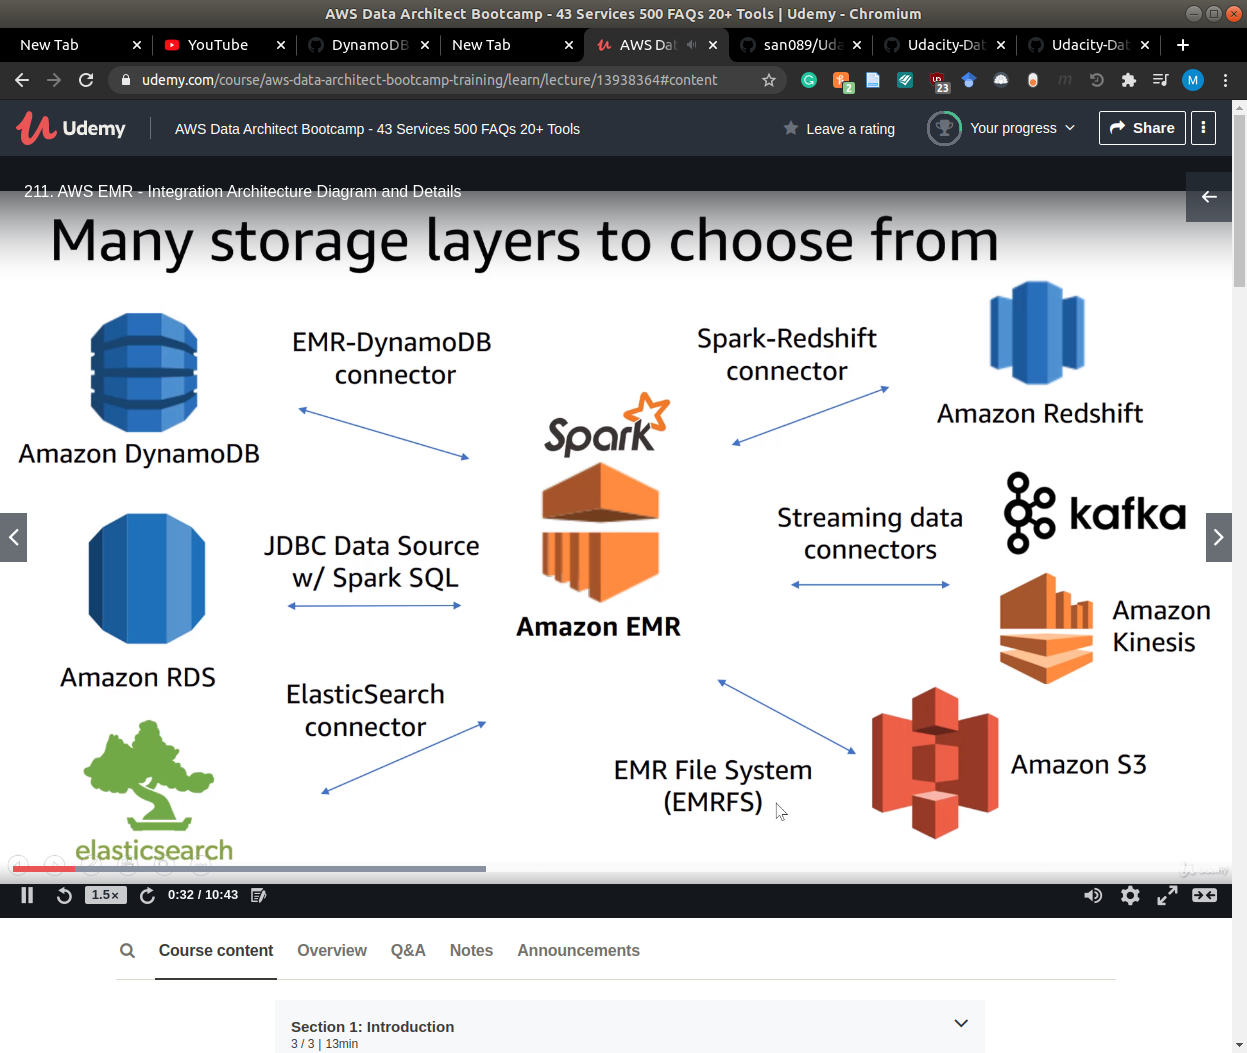 AWS Data Architect Bootcamp - 43 Services 500 FAQs 20+ Tools | Udemy - Chromium
New Tab
YouTube
DynamoDB
New Tab
AWS Dat
san089/Uda
Udacity-Dat
Udacity-Dat
udemy.com/course/aws-data-architect-bootcamp-training/learn/lecture/13938364#content
2
23
M
Udemy
AWS Data Architect Bootcamp - 43 Services 500 FAQs 20+ Tools
Leave a rating
Your progress
Share
211. AWS EMR - Integration Architecture Diagram and Details
Many storage layers to choose from
EMR-DynamoDB
connector
Amazon DynamoDB
Spark-Redshift
connector
Amazon Redshift
Spark
Amazon EMR
JDBC Data Source
w/ Spark SQL
Amazon RDS
Streaming data
connectors
kafka
Amazon
Kinesis
ElasticSearch
connector
elasticsearch
EMR File System
(EMRFS)
Amazon S3
Udemy
1.5×
0:32 / 10:43
Course content
Overview
Q&A
Notes
Announcements
Section 1: Introduction
3 / 3 | 13min